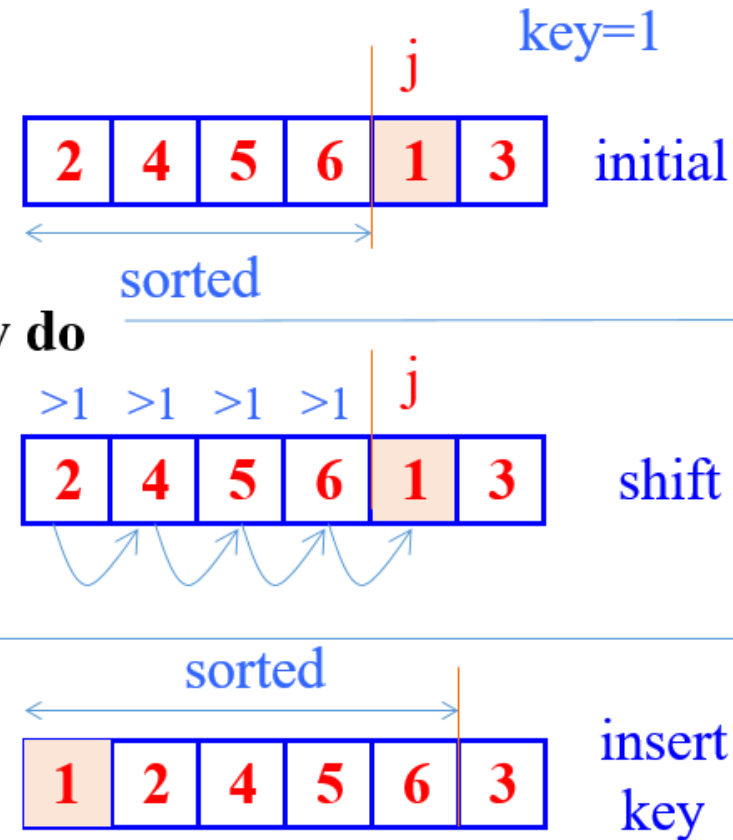 key=1
j
2 4 5 6 1 3 initial
sorted
do
>1 >1 >1 >1 j
2 4 5 6 1 3 shift
sorted
insert
1 2 4 5 6 3
key